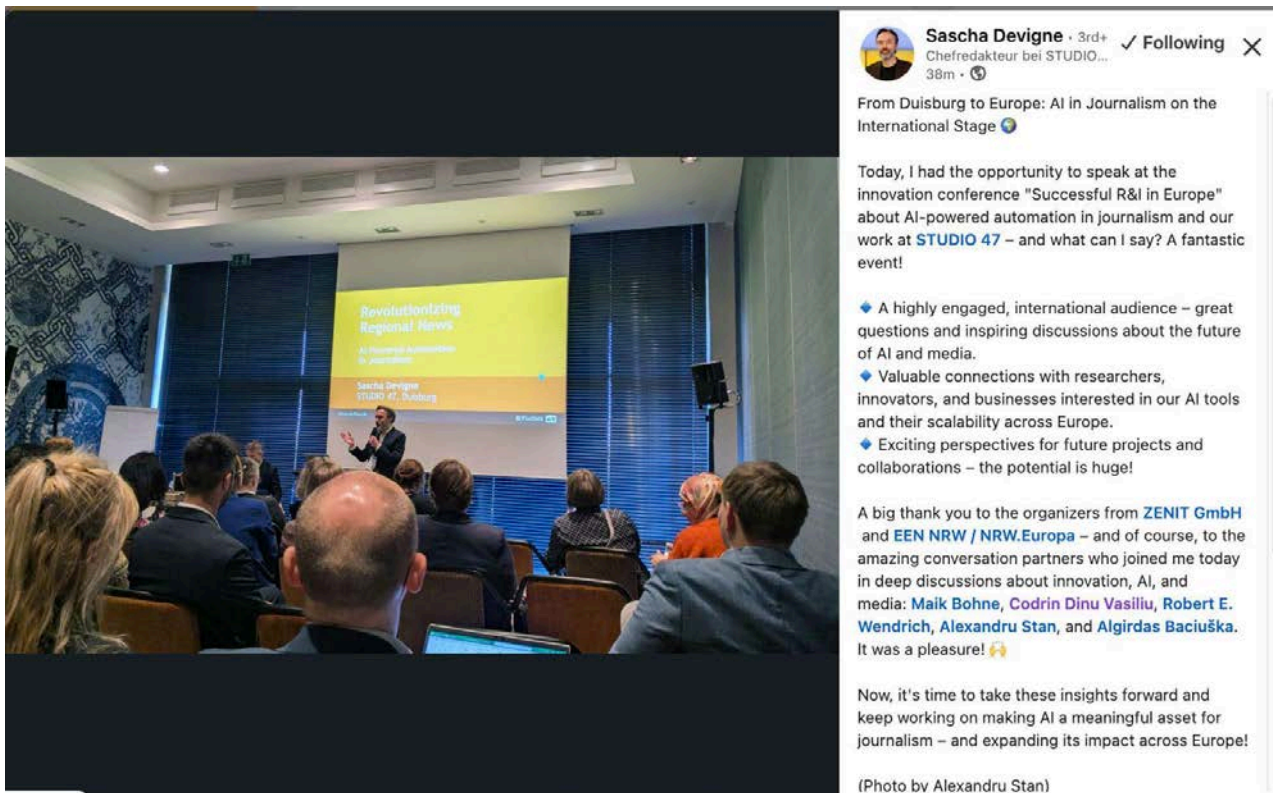 Revolutionizing
Regional News
AI Powered Automation
in Journalism
Sascha Devigne
STUDIO 47, Duisburg
Sascha Devigne · 3rd+
✓ Following
Chefredakteur bei STUDIO...
38m ·
From Duisburg to Europe: AI in Journalism on the
International Stage 🌍
Today, I had the opportunity to speak at the
innovation conference "Successful R&I in Europe"
about AI-powered automation in journalism and our
work at STUDIO 47 – and what can I say? A fantastic
event!
🔹 A highly engaged, international audience – great
questions and inspiring discussions about the future
of AI and media.
🔹 Valuable connections with researchers,
innovators, and businesses interested in our AI tools
and their scalability across Europe.
🔹 Exciting perspectives for future projects and
collaborations – the potential is huge!
A big thank you to the organizers from ZENIT GmbH
and EEN NRW / NRW.Europa – and of course, to the
amazing conversation partners who joined me today
in deep discussions about innovation, AI, and
media: Maik Bohne, Codrin Dinu Vasiliu, Robert E.
Wendrich, Alexandru Stan, and Algirdas Baciuška.
It was a pleasure! 🙌
Now, it's time to take these insights forward and
keep working on making AI a meaningful asset for
journalism – and expanding its impact across Europe!
(Photo by Alexandru Stan)